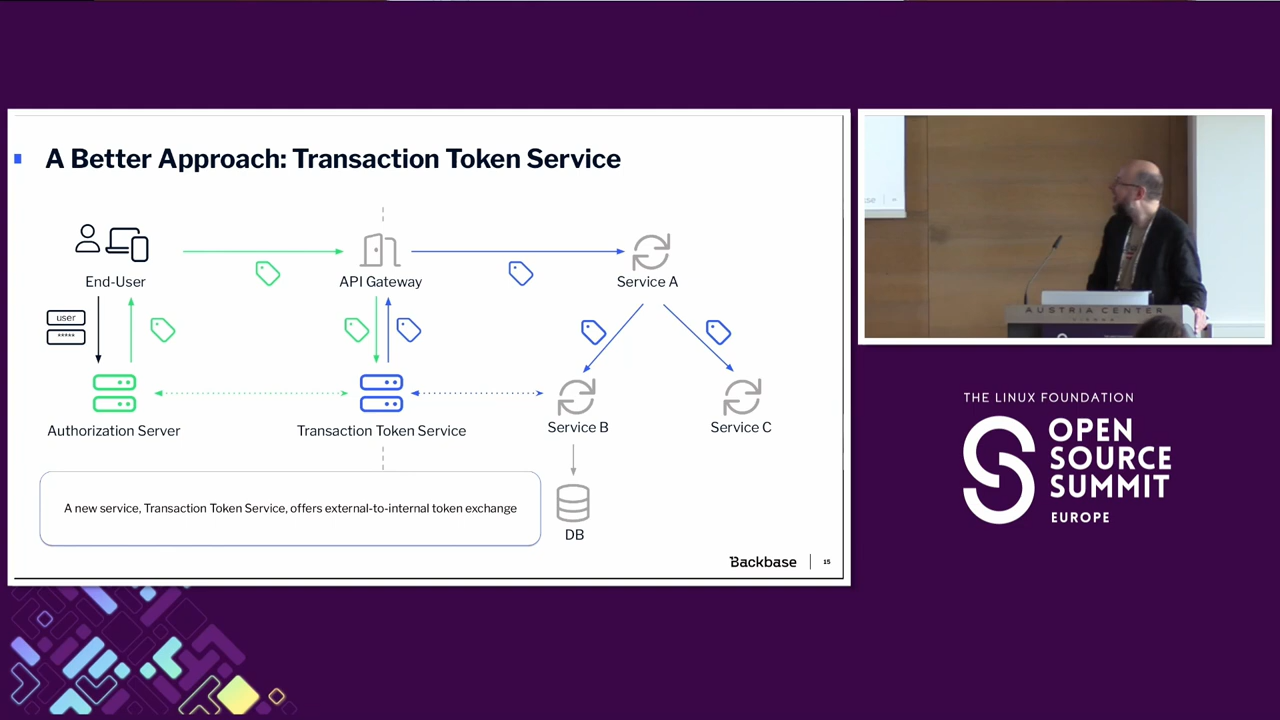 A Better Approach: Transaction Token Service
End-User
API Gateway
Service A
user
*****
Authorization Server
Transaction Token Service
Service B
Service C
A new service, Transaction Token Service, offers external-to-internal token exchange
DB
Backbase
15
AUSTRIA CENTER
VIENNA
THE LINUX FOUNDATION
OPEN
SOURCE
SUMMIT
EUROPE